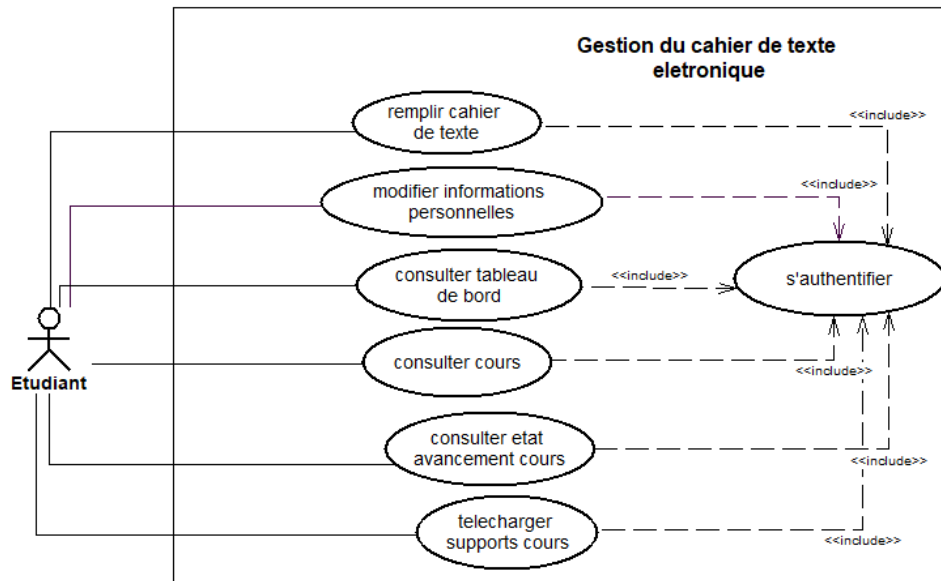 Gestion du cahier de texte
eletronique
remplir cahier
de texte
<<include>>
modifier informations
personnelles
<<include>>
consulter tableau
de bord
<<include>>
s'authentifier
Etudiant
consulter cours
<<include>>
consulter etat
avancement cours
<<include>>
telecharger
supports cours
<<include>>